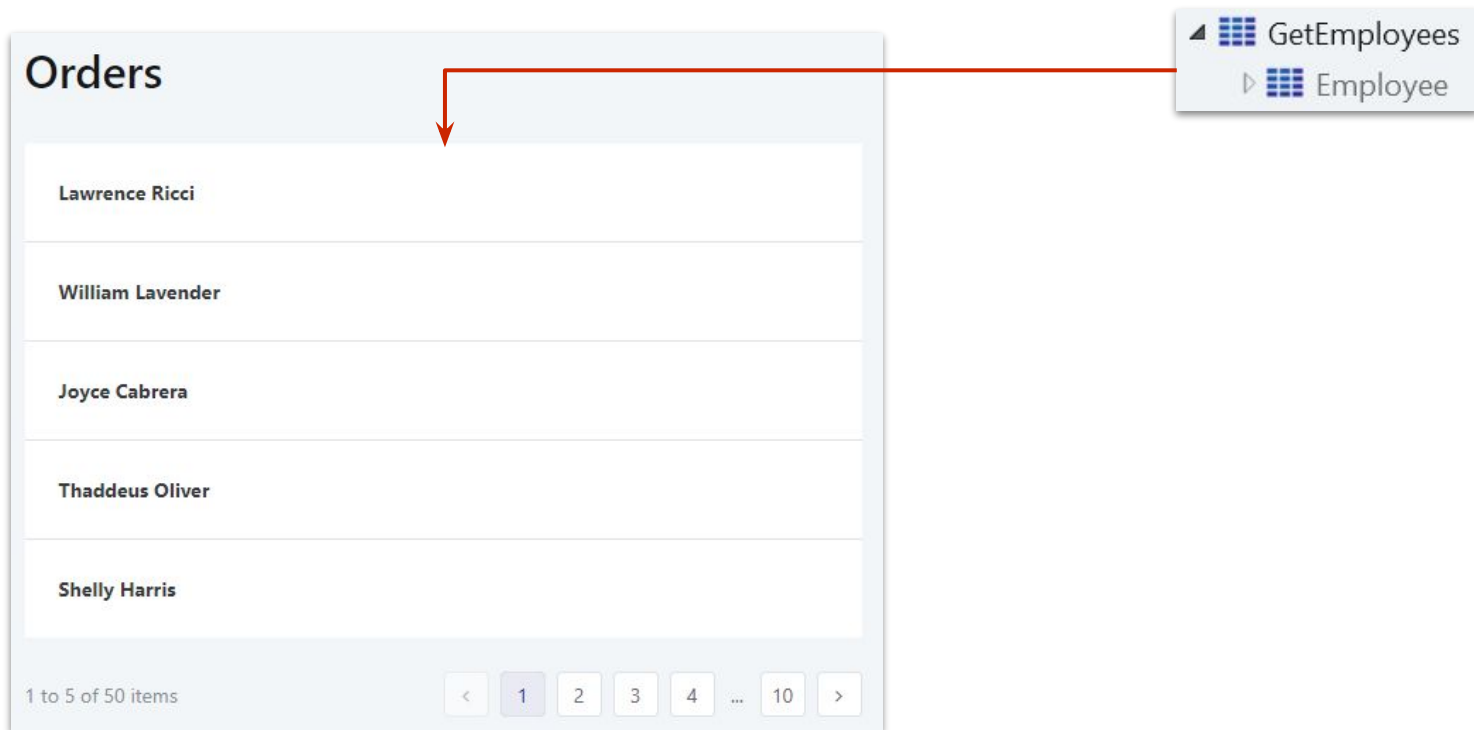 Orders
GetEmployees
Employee
Lawrence Ricci
William Lavender
Joyce Cabrera
Thaddeus Oliver
Shelly Harris
1 to 5 of 50 items
< 1 2 3 4 ... 10 >